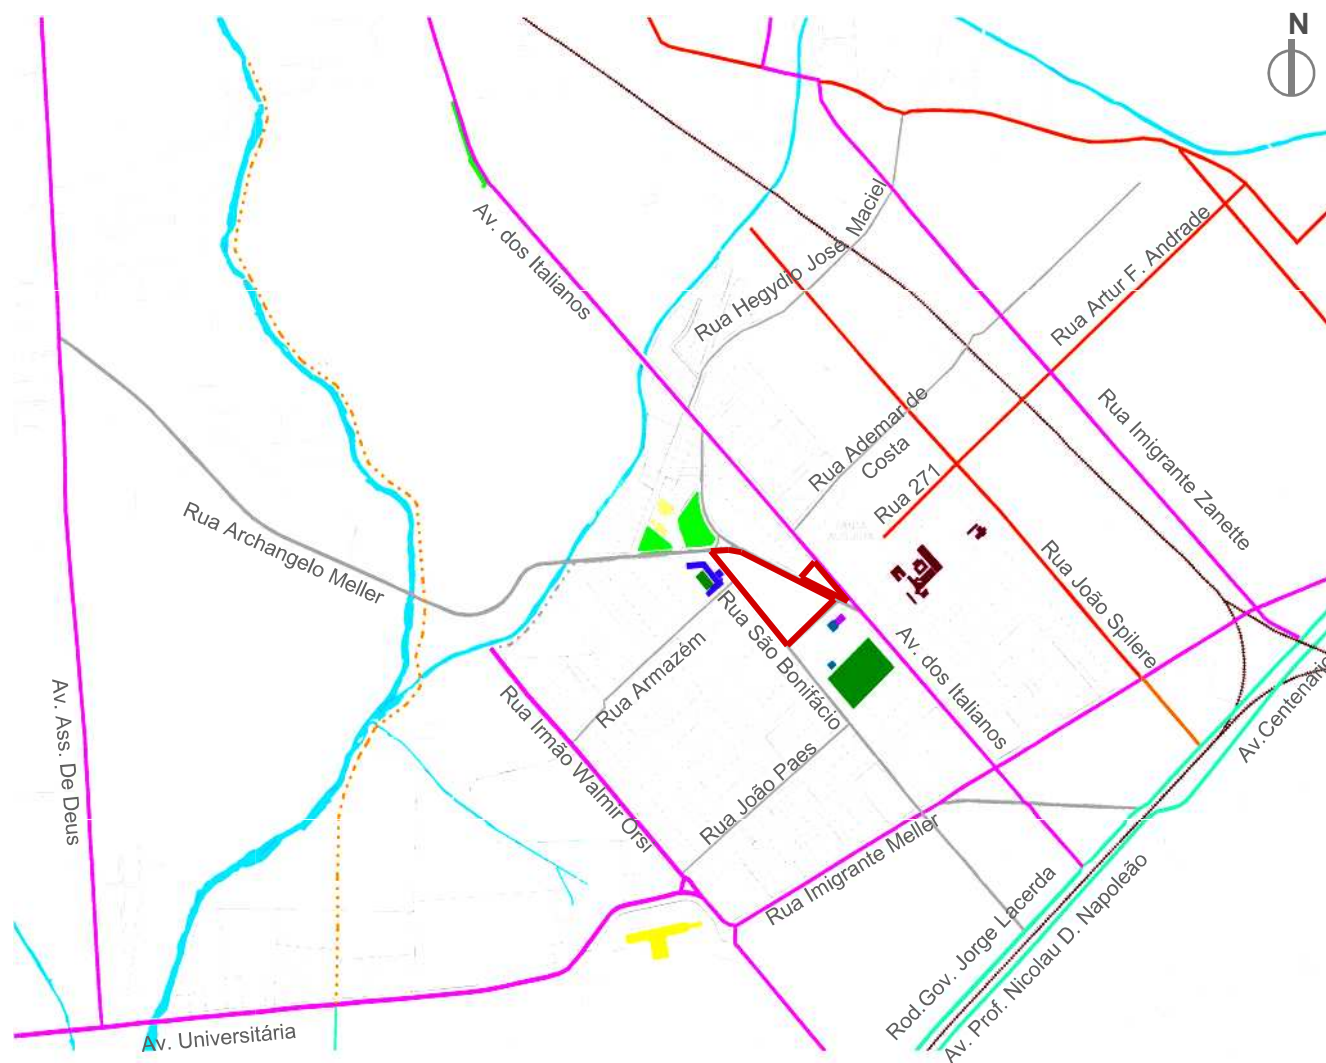 N
Av. dos Italianos
Rua Hegydio José Maciel
Rua Artur F. Andrade
Rua Ademar de
Costa
Rua 271
Rua Imigrante Zanette
Rua Archangelo Meller
Rua João Spilere
Rua São Bonifácio
Rua Armazém
Av. dos Italianos
Av. Centenário
Av. Ass. De Deus
Rua Irmão Walmir Orsi
Rua João Paes
Rua Imigrante Meller
Rod.Gov. Jorge Lacerda
Av. Prof. Nicolau D. Napoleão
Av. Universitária